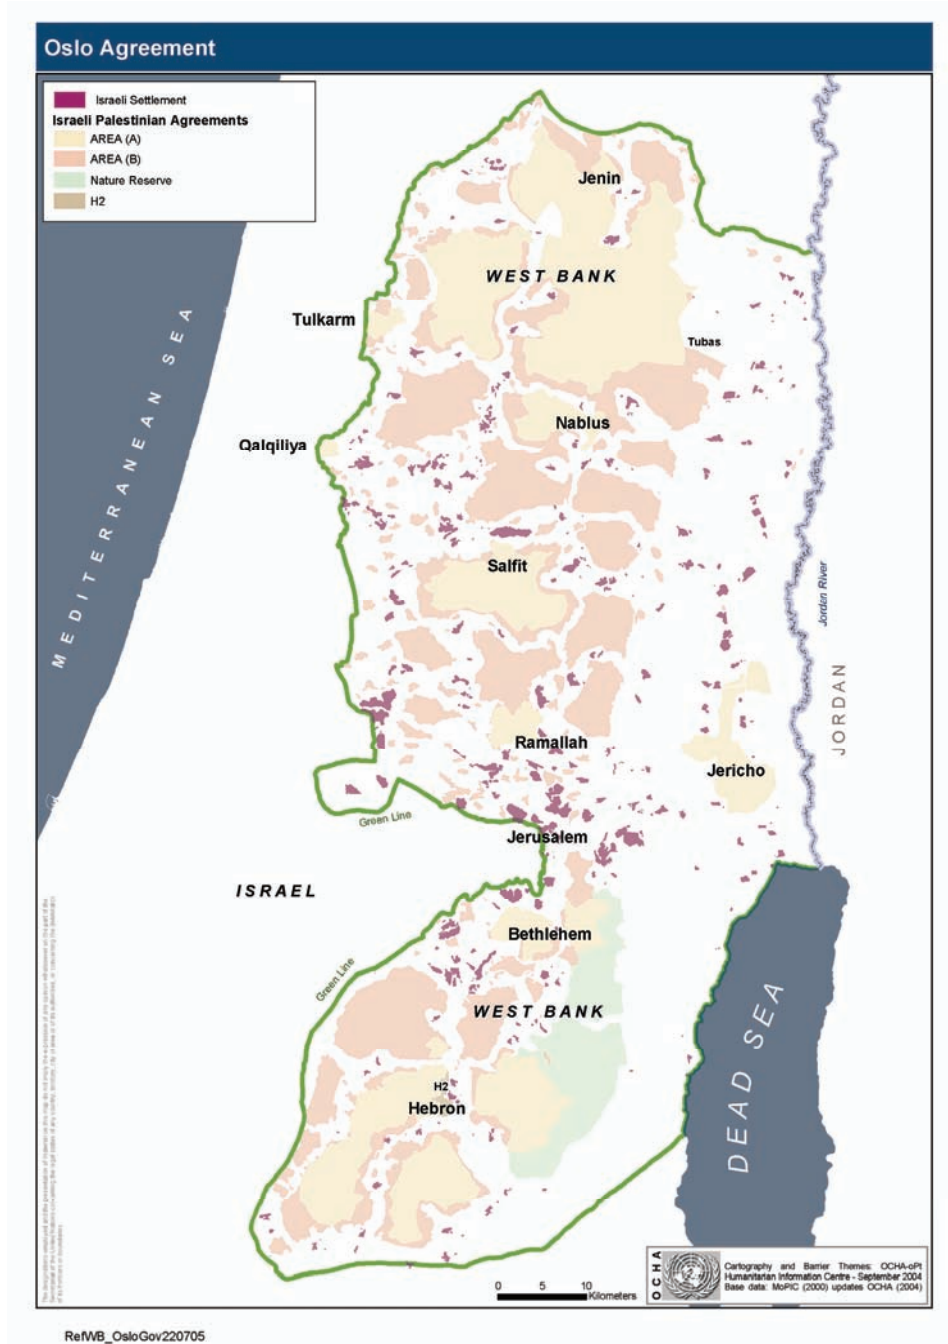 Oslo Agreement
Israeli Settlement
Israeli Palestinian Agreements
AREA (A)
AREA (B)
Nature Reserve
H2
Jenin
WEST BANK
Tulkarm
Tubas
MEDITERRANEAN SEA
Nablus
Qalqiliya
Salfit
Jordan River
JORDAN
Ramallah
Jericho
Green Line
Jerusalem
ISRAEL
Bethlehem
Green Line
WEST BANK
DEAD SEA
H2
Hebron
OCHA
Cartography and Barrier Themes: OCHA-oPt
Humanitarian Information Centre - September 2004
Base data: MoPIC (2000) updates OCHA (2004)
0 5 10
Kilometers
RefWB_OsloGov220705